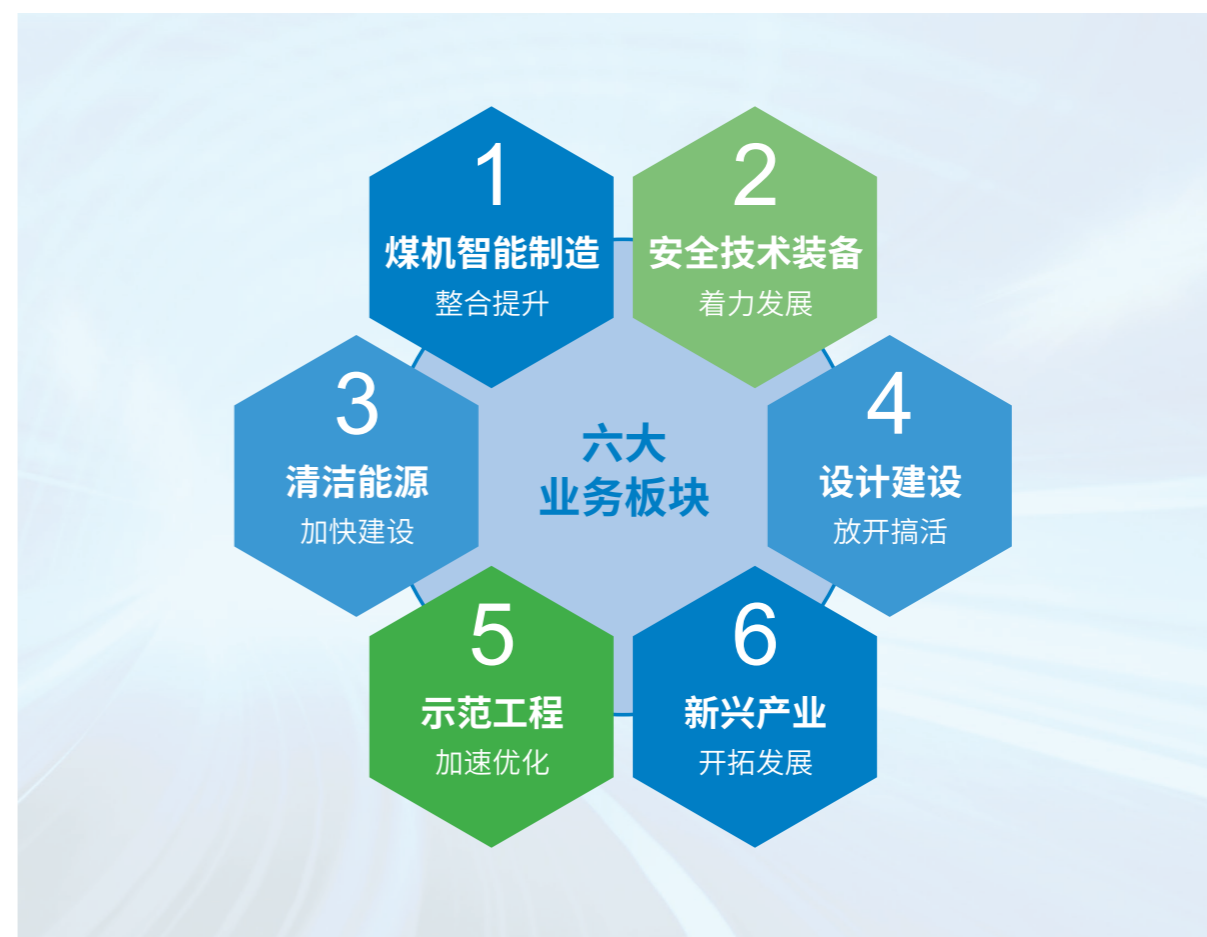 1
煤机智能制造
整合提升
2
安全技术装备
着力发展
3
清洁能源
加快建设
六大
业务板块
4
设计建设
放开搞活
5
示范工程
加速优化
6
新兴产业
开拓发展